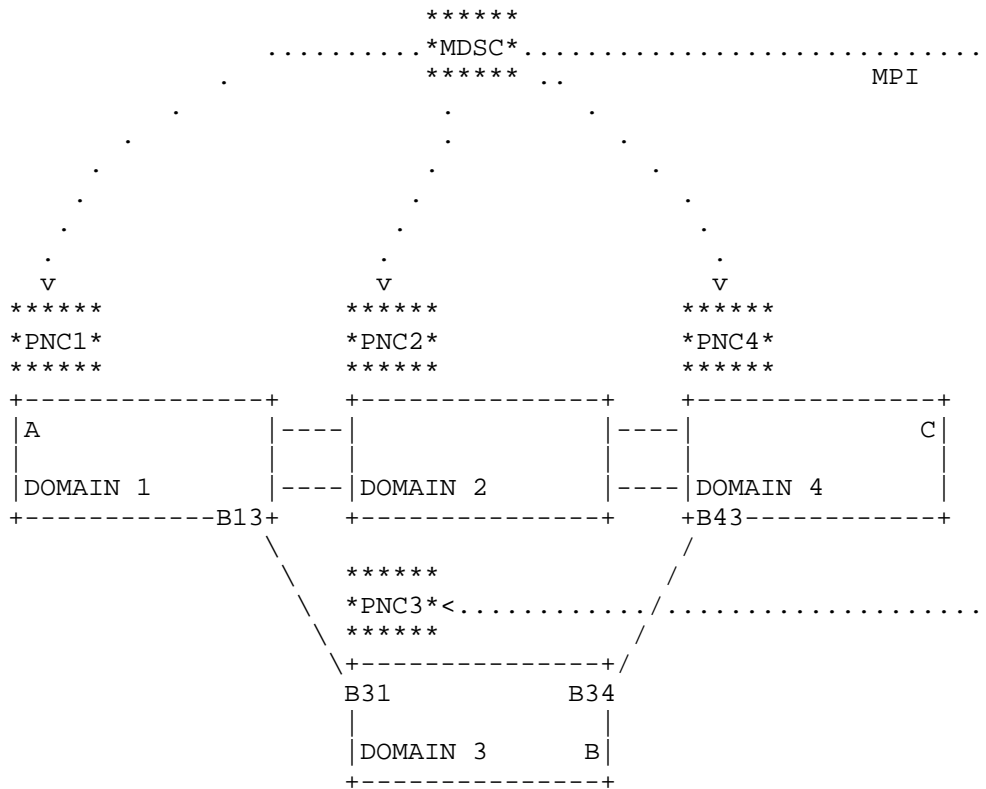 ******
..........*MDSC*.............................
****** .. MPI
v v v
****** ****** ******
*PNC1* *PNC2* *PNC4*
****** ****** ******
+---------------+ +---------------+ +---------------+
|A |----| |----| C|
| | | | | |
|DOMAIN 1 |----|DOMAIN 2 |----|DOMAIN 4 |
+------------B13+ +---------------+ +B43------------+
\ /
\ ****** /
\ *PNC3*<............/....................
\ ****** /
\+---------------+/
B31 B34
| |
|DOMAIN 3 B|
+---------------+